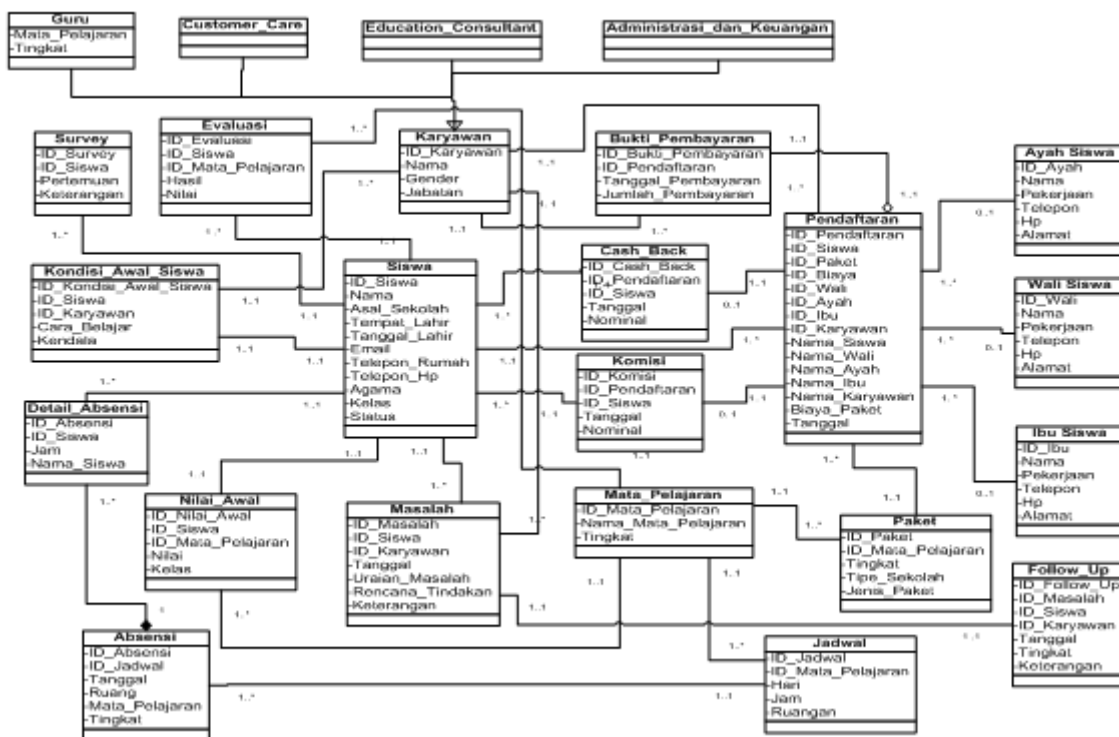 Guru
-Mata_Pelajaran
-Tingkat
Customer_Care
Education_Consultant
Administrasi_dan_Keuangan
Survey
-ID_Survey
-ID_Siswa
-Pertemuan
-Keterangan
Evaluasi
-ID_Evaluasi
-ID_Siswa
-ID_Mata_Pelajaran
-Hasil
-Nilai
Karyawan
-ID_Karyawan
-Nama
-Gender
-Jabatan
Bukti_Pembayaran
-ID_Bukti_Pembayaran
-ID_Pendaftaran
-Tanggal_Pembayaran
-Jumlah_Pembayaran
Ayah Siswa
-ID_Ayah
-Nama
-Pekerjaan
-Telepon
-Hp
-Alamat
Pendaftaran
-ID_Pendaftaran
-ID_Siswa
-ID_Paket
-ID_Biaya
-ID_Wali
-ID_Ayah
-ID_Ibu
-ID_Karyawan
-Nama_Siswa
-Nama_Wali
-Nama_Ayah
-Nama_Ibu
-Nama_Karyawan
-Biaya_Paket
-Tanggal
Kondisi_Awal_Siswa
-ID_Kondisi_Awal_Siswa
-ID_Siswa
-ID_Karyawan
-Cara_Belajar
-Kendala
Siswa
-ID_Siswa
-Nama
-Asal_Sekolah
-Tempat_Lahir
-Tanggal_Lahir
-Email
-Telepon_Rumah
-Telepon_Hp
-Agama
-Kelas
-Status
Cash_Back
-ID_Cash_Back
-ID_Pendaftaran
-ID_Siswa
-Tanggal
-Nominal
Wali Siswa
-ID_Wali
-Nama
-Pekerjaan
-Telepon
-Hp
-Alamat
Komisi
-ID_Komisi
-ID_Pendaftaran
-ID_Siswa
-Tanggal
-Nominal
Detail_Absensi
-ID_Absensi
-ID_Siswa
-Jam
-Nama_Siswa
Ibu Siswa
-ID_Ibu
-Nama
-Pekerjaan
-Telepon
-Hp
-Alamat
Nilai_Awal
-ID_Nilai_Awal
-ID_Siswa
-ID_Mata_Pelajaran
-Nilai
-Kelas
Masalah
-ID_Masalah
-ID_Siswa
-ID_Karyawan
-Tanggal
-Uraian_Masalah
-Rencana_Tindakan
-Keterangan
Mata_Pelajaran
-ID_Mata_Pelajaran
-Nama_Mata_Pelajaran
-Tingkat
Paket
-ID_Paket
-ID_Mata_Pelajaran
-Tingkat
-Tipe_Sekolah
-Jenis_Paket
Follow_Up
-ID_Follow_Up
-ID_Masalah
-ID_Siswa
-ID_Karyawan
-Tanggal
-Tingkat
-Keterangan
Absensi
-ID_Absensi
-ID_Jadwal
-Tanggal
-Ruang
-Mata_Pelajaran
-Tingkat
Jadwal
-ID_Jadwal
-ID_Mata_Pelajaran
-Hari
-Jam
-Ruangan